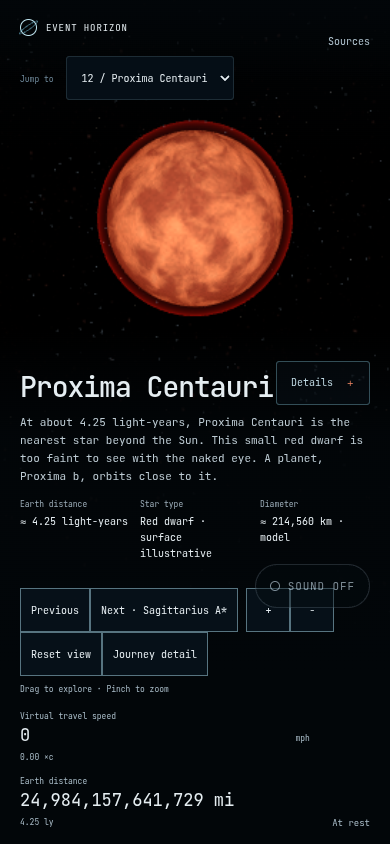 EVENT HORIZON
Sources
Jump to
12 / Proxima Centauri
Proxima Centauri
Details +
At about 4.25 light-years, Proxima Centauri is the
nearest star beyond the Sun. This small red dwarf is
too faint to see with the naked eye. A planet,
Proxima b, orbits close to it.
Earth distance
≈ 4.25 light-years
Star type
Red dwarf ·
surface
illustrative
Diameter
≈ 214,560 km ·
model
SOUND OFF
Previous
Next · Sagittarius A*
+
-
Reset view
Journey detail
Drag to explore · Pinch to zoom
Virtual travel speed
0
mph
0.00 ×c
Earth distance
24,984,157,641,729 mi
4.25 ly
At rest